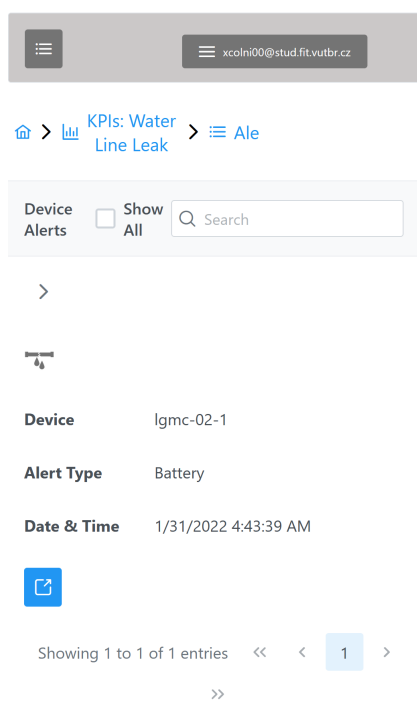 xcolni00@stud.fit.vutbr.cz
KPIs: Water
Line Leak
Ale
Device
Alerts
Show
All
Search
Device lgmc-02-1
Alert Type Battery
Date & Time 1/31/2022 4:43:39 AM
Showing 1 to 1 of 1 entries << < 1 >
>>